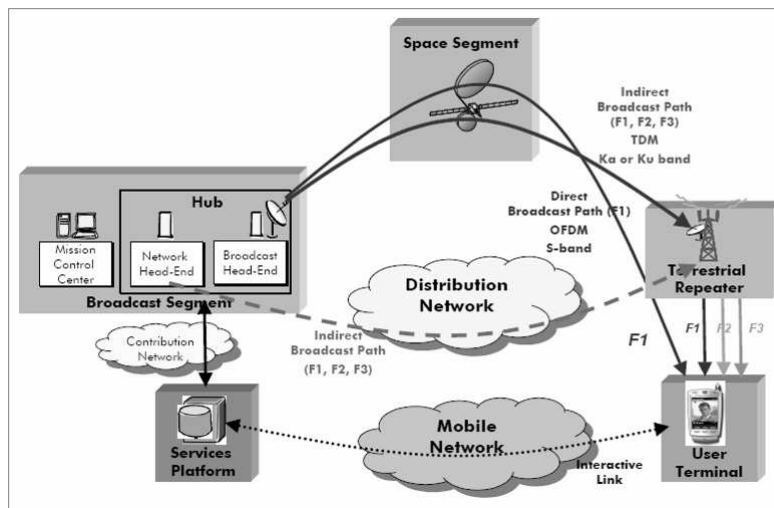 Space Segment
Indirect
Broadcast Path
(F1, F2, F3)
TDM
Ka or Ku band
Hub
Mission
Control
Center
Network
Head-End
Broadcast
Head-End
Broadcast Segment
Direct
Broadcast Path (F1)
OFDM
S-band
Terrestrial
Repeater
Distribution
Network
Indirect
Broadcast Path
(F1, F2, F3)
F1
F1
F2
F3
Contribution
Network
Services
Platform
Mobile
Network
Interactive
Link
User
Terminal